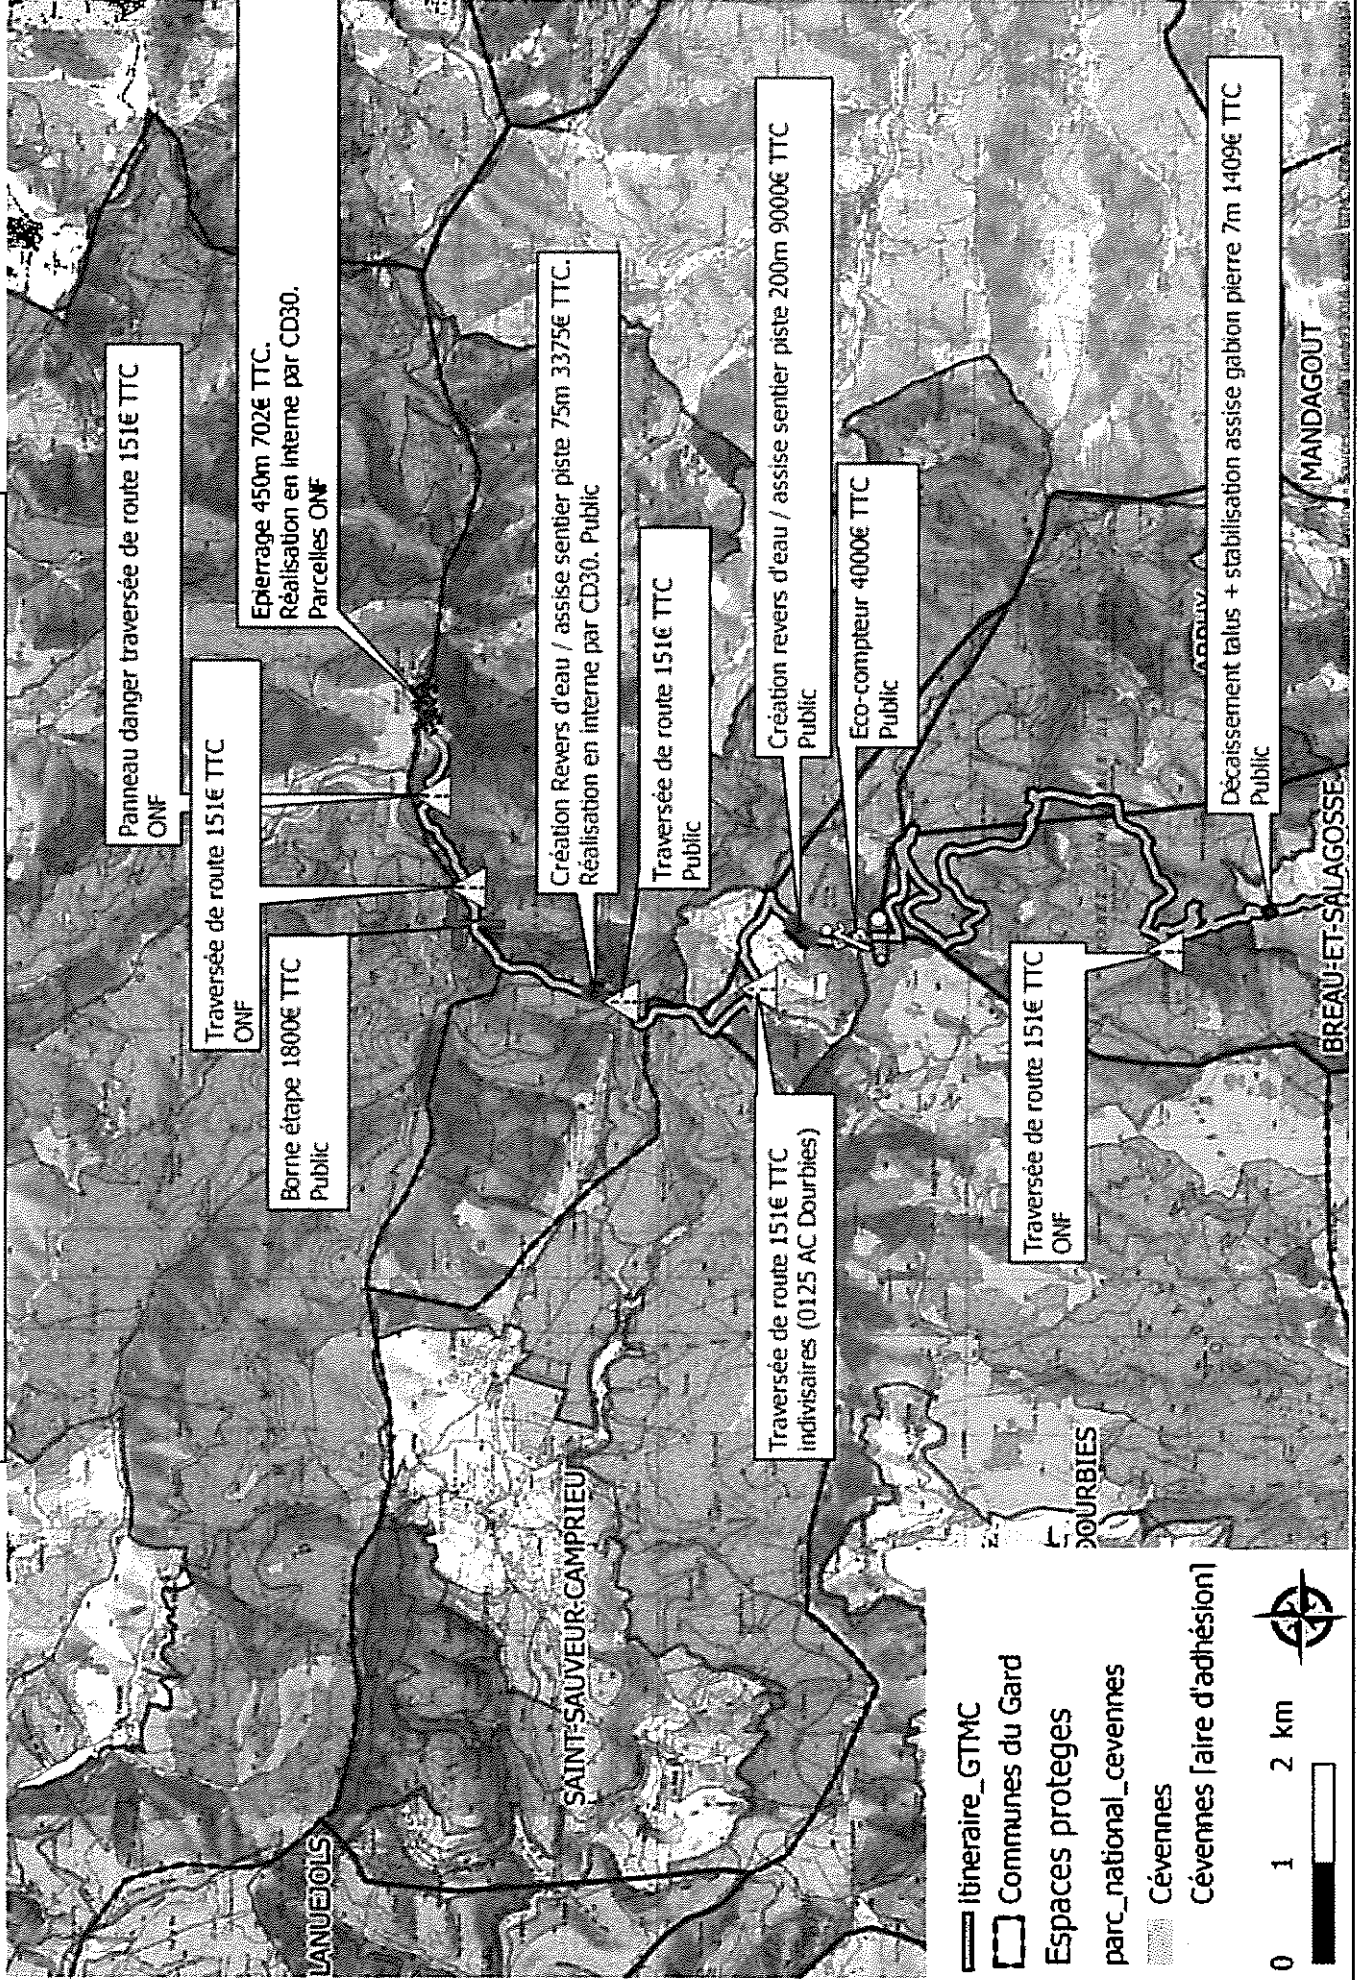 Panneau danger traversée de route 151€ TTC
ONF
Traversée de route 151€ TTC
ONF
Borne étape 1800€ TTC
Public
Epierrage 450m 702€ TTC.
Réalisation en interne par CD30.
Parcelles ONF
Création Revers d'eau / assise sentier piste 75m 3375€ TTC.
Réalisation en interne par CD30. Public
Traversée de route 151€ TTC
Public
Création revers d'eau / assise sentier piste 200m 9000€ TTC
Public
Eco-compteur 4000€ TTC
Public
Traversée de route 151€ TTC
Indivisaires (0125 AC Dourbies)
Traversée de route 151€ TTC
ONF
Décaissement talus + stabilisation assise gabion pierre 7m 1409€ TTC
Public
LANUEJOLS
SAINT-SAUVEUR-CAMPRIEU
DOURBIES
BREAU-ET-SALAGOSSE
MANDAGOUT
Itineraire_GTMC
Communes du Gard
Espaces proteges
parc_national_cevennes
Cévennes
Cévennes [aire d'adhésion]
0 1 2 km